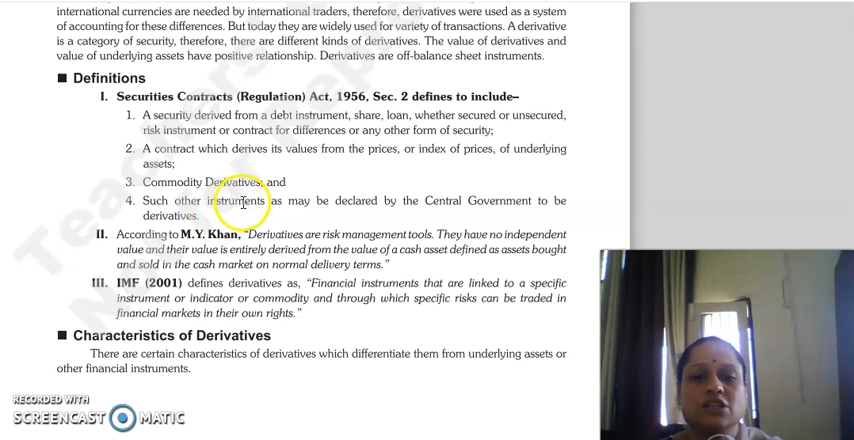 international currencies are needed by international traders, therefore, derivatives were used as a system
of accounting for these differences. But today they are widely used for variety of transactions. A derivative
is a category of security, therefore, there are different kinds of derivatives. The value of derivatives and
value of underlying assets have positive relationship. Derivatives are off-balance sheet instruments.
■ Definitions
I. Securities Contracts (Regulation) Act, 1956, Sec. 2 defines to include–
1. A security derived from a debt instrument, share, loan, whether secured or unsecured,
risk instrument or contract for differences or any other form of security;
2. A contract which derives its values from the prices, or index of prices, of underlying
assets;
3. Commodity Derivatives; and
4. Such other instruments as may be declared by the Central Government to be
derivatives.
II. According to M.Y. Khan, “Derivatives are risk management tools. They have no independent
value and their value is entirely derived from the value of a cash asset defined as assets bought
and sold in the cash market on normal delivery terms.”
III. IMF (2001) defines derivatives as, “Financial instruments that are linked to a specific
instrument or indicator or commodity and through which specific risks can be traded in
financial markets in their own rights.”
■ Characteristics of Derivatives
There are certain characteristics of derivatives which differentiate them from underlying assets or
other financial instruments.
RECORDED WITH
SCREENCAST MATIC